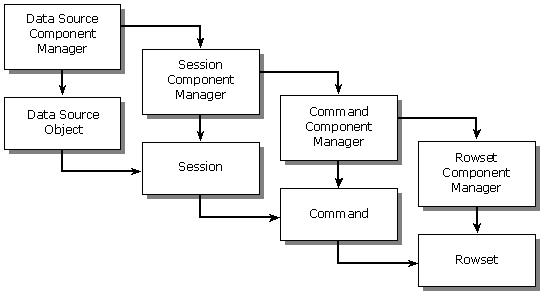 Data Source
Component
Manager
Session
Component
Manager
Command
Component
Manager
Rowset
Component
Manager
Data Source
Object
Session
Command
Rowset